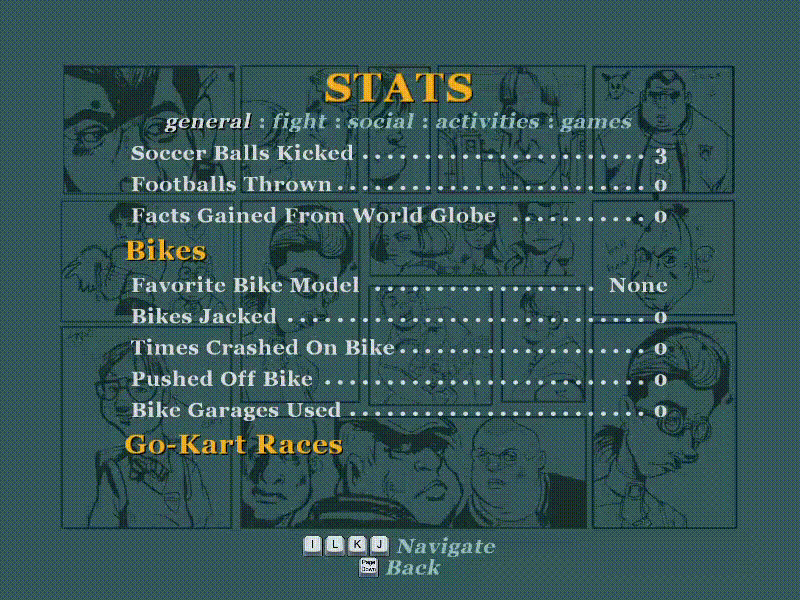 STATS
general : fight : social : activities : games
Soccer Balls Kicked ........................... 3
Footballs Thrown ............................. 0
Facts Gained From World Globe ............ 0
Bikes
Favorite Bike Model .................... None
Bikes Jacked ................................. 0
Times Crashed On Bike....................... 0
Pushed Off Bike .............................. 0
Bike Garages Used ........................... 0
Go-Kart Races
I L K J Navigate
Page Down Back